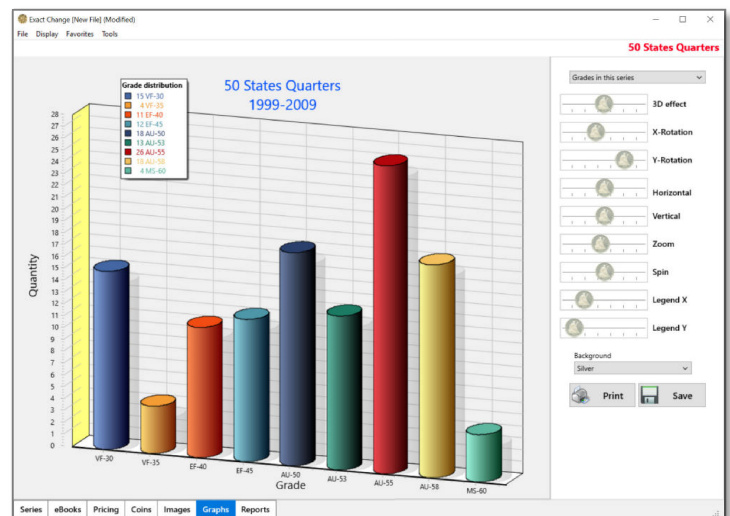 Exact Change [New File] (Modified)
File Display Favorites Tools
50 States Quarters
Grades in this series
3D effect
X-Rotation
Y-Rotation
Horizontal
Vertical
Zoom
Spin
Legend X
Legend Y
Background
Silver
Print Save
50 States Quarters
1999-2009
Grade distribution
15 VF-30
4 VF-35
11 EF-40
12 EF-45
18 AU-50
13 AU-53
26 AU-55
18 AU-58
4 MS-60
Quantity
28
27
26
25
24
23
22
21
20
19
18
17
16
15
14
13
12
11
10
9
8
7
6
5
4
3
2
1
0
VF-30 VF-35 EF-40 EF-45 AU-50 AU-53 AU-55 AU-58 MS-60
Grade
Series eBooks Pricing Coins Images Graphs Reports